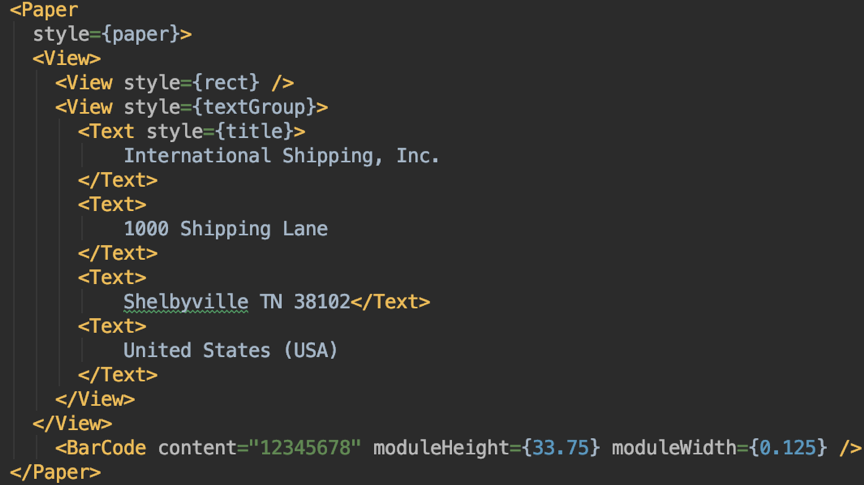 <Paper
  style={paper}>
  <View>
    <View style={rect} />
    <View style={textGroup}>
      <Text style={title}>
          International Shipping, Inc.
      </Text>
      <Text>
          1000 Shipping Lane
      </Text>
      <Text>
          Shelbyville TN 38102</Text>
      <Text>
          United States (USA)
      </Text>
    </View>
  </View>
    <BarCode content="12345678" moduleHeight={33.75} moduleWidth={0.125} />
</Paper>